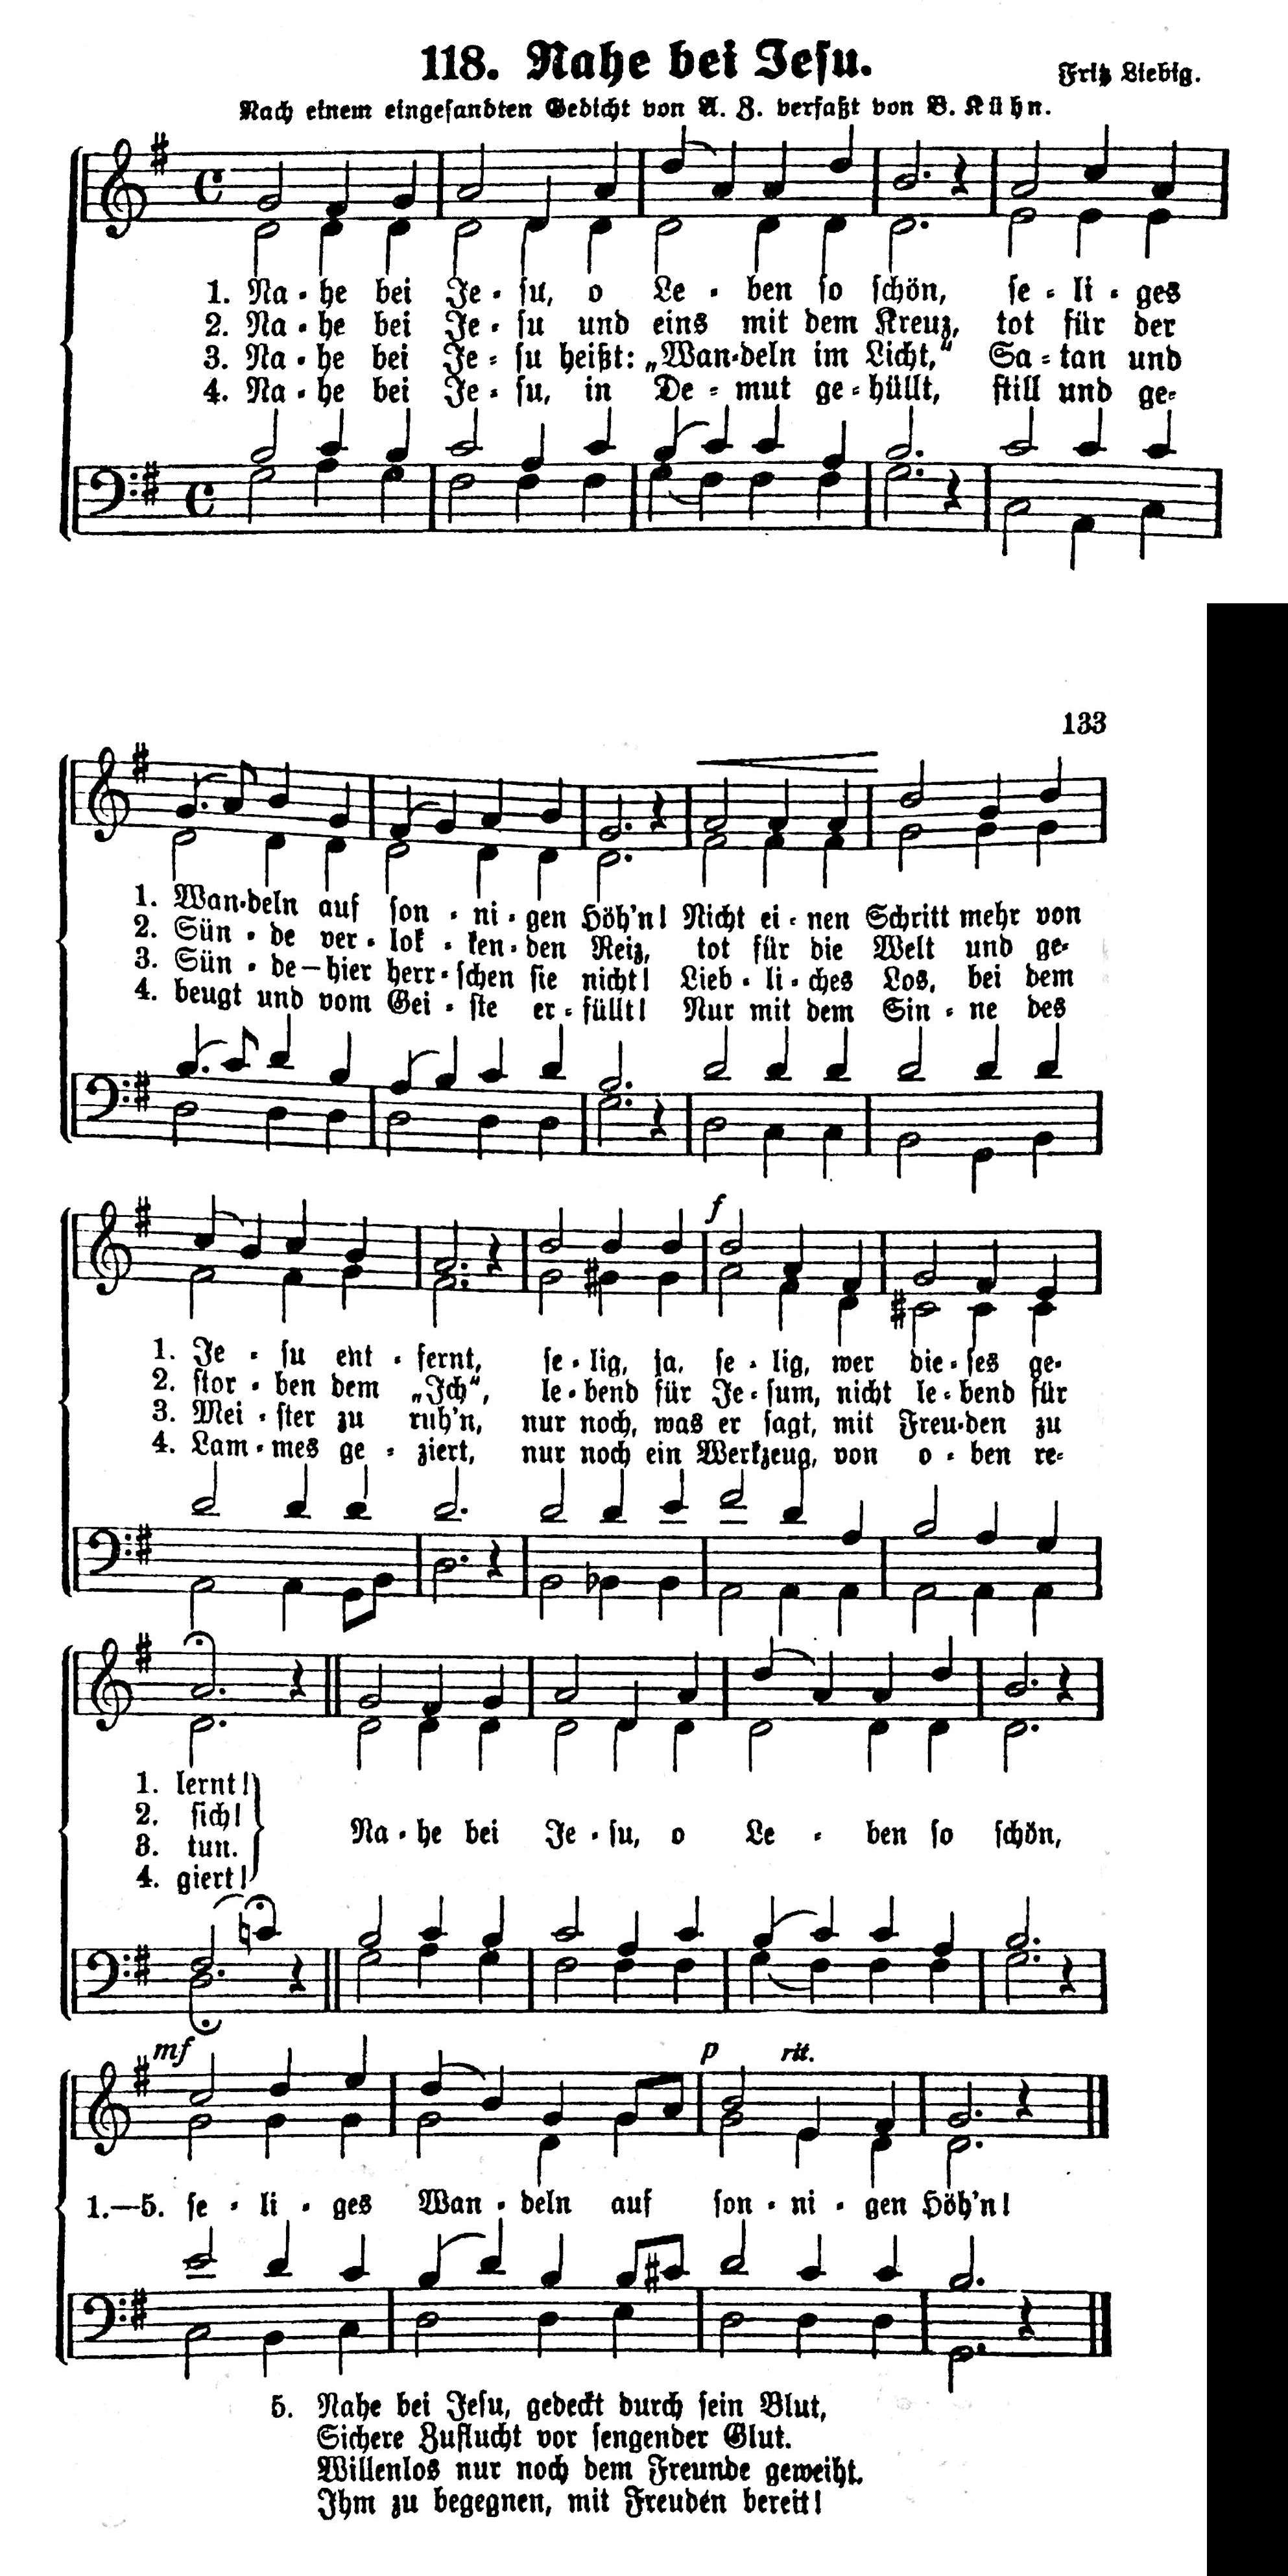 118. Nahe bei Jesu.
Fritz Liebig.
Nach einem eingesandten Gedicht von A. Z. verfaßt von B. Kühn.
1. Na-he bei Je-su, o Le-ben so schön, se-li-ges
2. Na-he bei Je-su und eins mit dem Kreuz, tot für der
3. Na-he bei Je-su heißt: „Wan-deln im Licht,“ Sa-tan und
4. Na-he bei Je-su, in De-mut ge-hüllt, still und ge-
133
1. Wan-deln auf son-ni-gen Höh'n! Nicht ei-nen Schritt mehr von
2. Sün-de ver-lok-ken-den Reiz, tot für die Welt und ge-
3. Sün-de—hier herr-schen sie nicht! Lieb-li-ches Los, bei dem
4. beugt und vom Gei-ste er-füllt! Nur mit dem Sin-ne des
f
1. Je-su ent-fernt, se-lig, ja, se-lig, wer die-ses ge-
2. stor-ben dem „Ich“, le-bend für Je-sum, nicht le-bend für
3. Mei-ster zu ruh'n, nur noch, was er sagt, mit Freu-den zu
4. Lam-mes ge-ziert, nur noch ein Werkzeug, von o-ben re-
1. lernt!
2. sich!
3. tun.
4. giert!
Na-he bei Je-su, o Le-ben so schön,
mf p rit.
1.—5. se-li-ges Wan-deln auf son-ni-gen Höh'n!
5. Nahe bei Jesu, gedeckt durch sein Blut,
Sichere Zuflucht vor sengender Glut.
Willenlos nur noch dem Freunde geweiht.
Ihm zu begegnen, mit Freuden bereit!